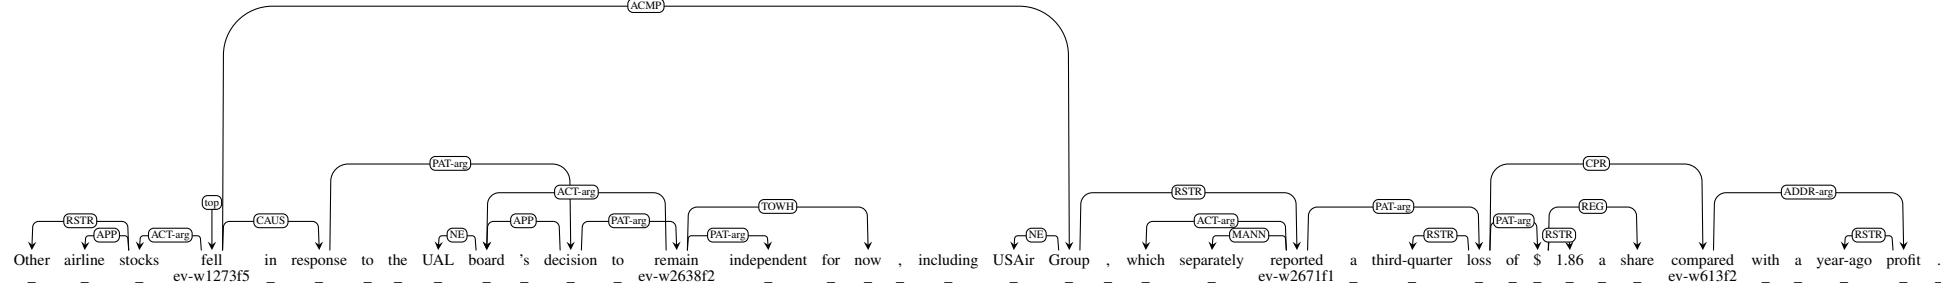 ACMP
PAT-arg
CPR
ACT-arg RSTR ADDR-arg
top TOWH PAT-arg REG
RSTR CAUS APP PAT-arg ACT-arg PAT-arg
APP ACT-arg NE PAT-arg NE MANN RSTR RSTR RSTR
Other airline stocks fell in response to the UAL board 's decision to remain independent for now , including USAir Group , which separately reported a third-quarter loss of $ 1.86 a share compared with a year-ago profit .
ev-w1273f5 ev-w2638f2 ev-w2671f1 ev-w613f2
_ _ _ _ _ _ _ _ _ _ _ _ _ _ _ _ _ _ _ _ _ _ _ _ _ _ _ _ _ _ _ _ _ _ _